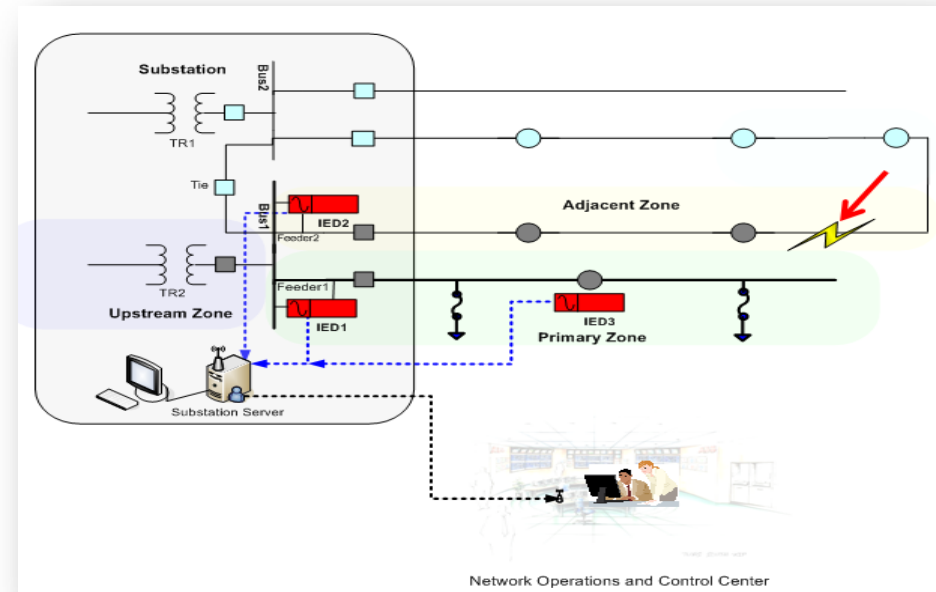 Substation
Bus2
TR1
Tie
Adjacent Zone
Bus1
IED2
Feeder2
TR2
Feeder1
Upstream Zone
IED1
IED3
Primary Zone
Substation Server
Network Operations and Control Center